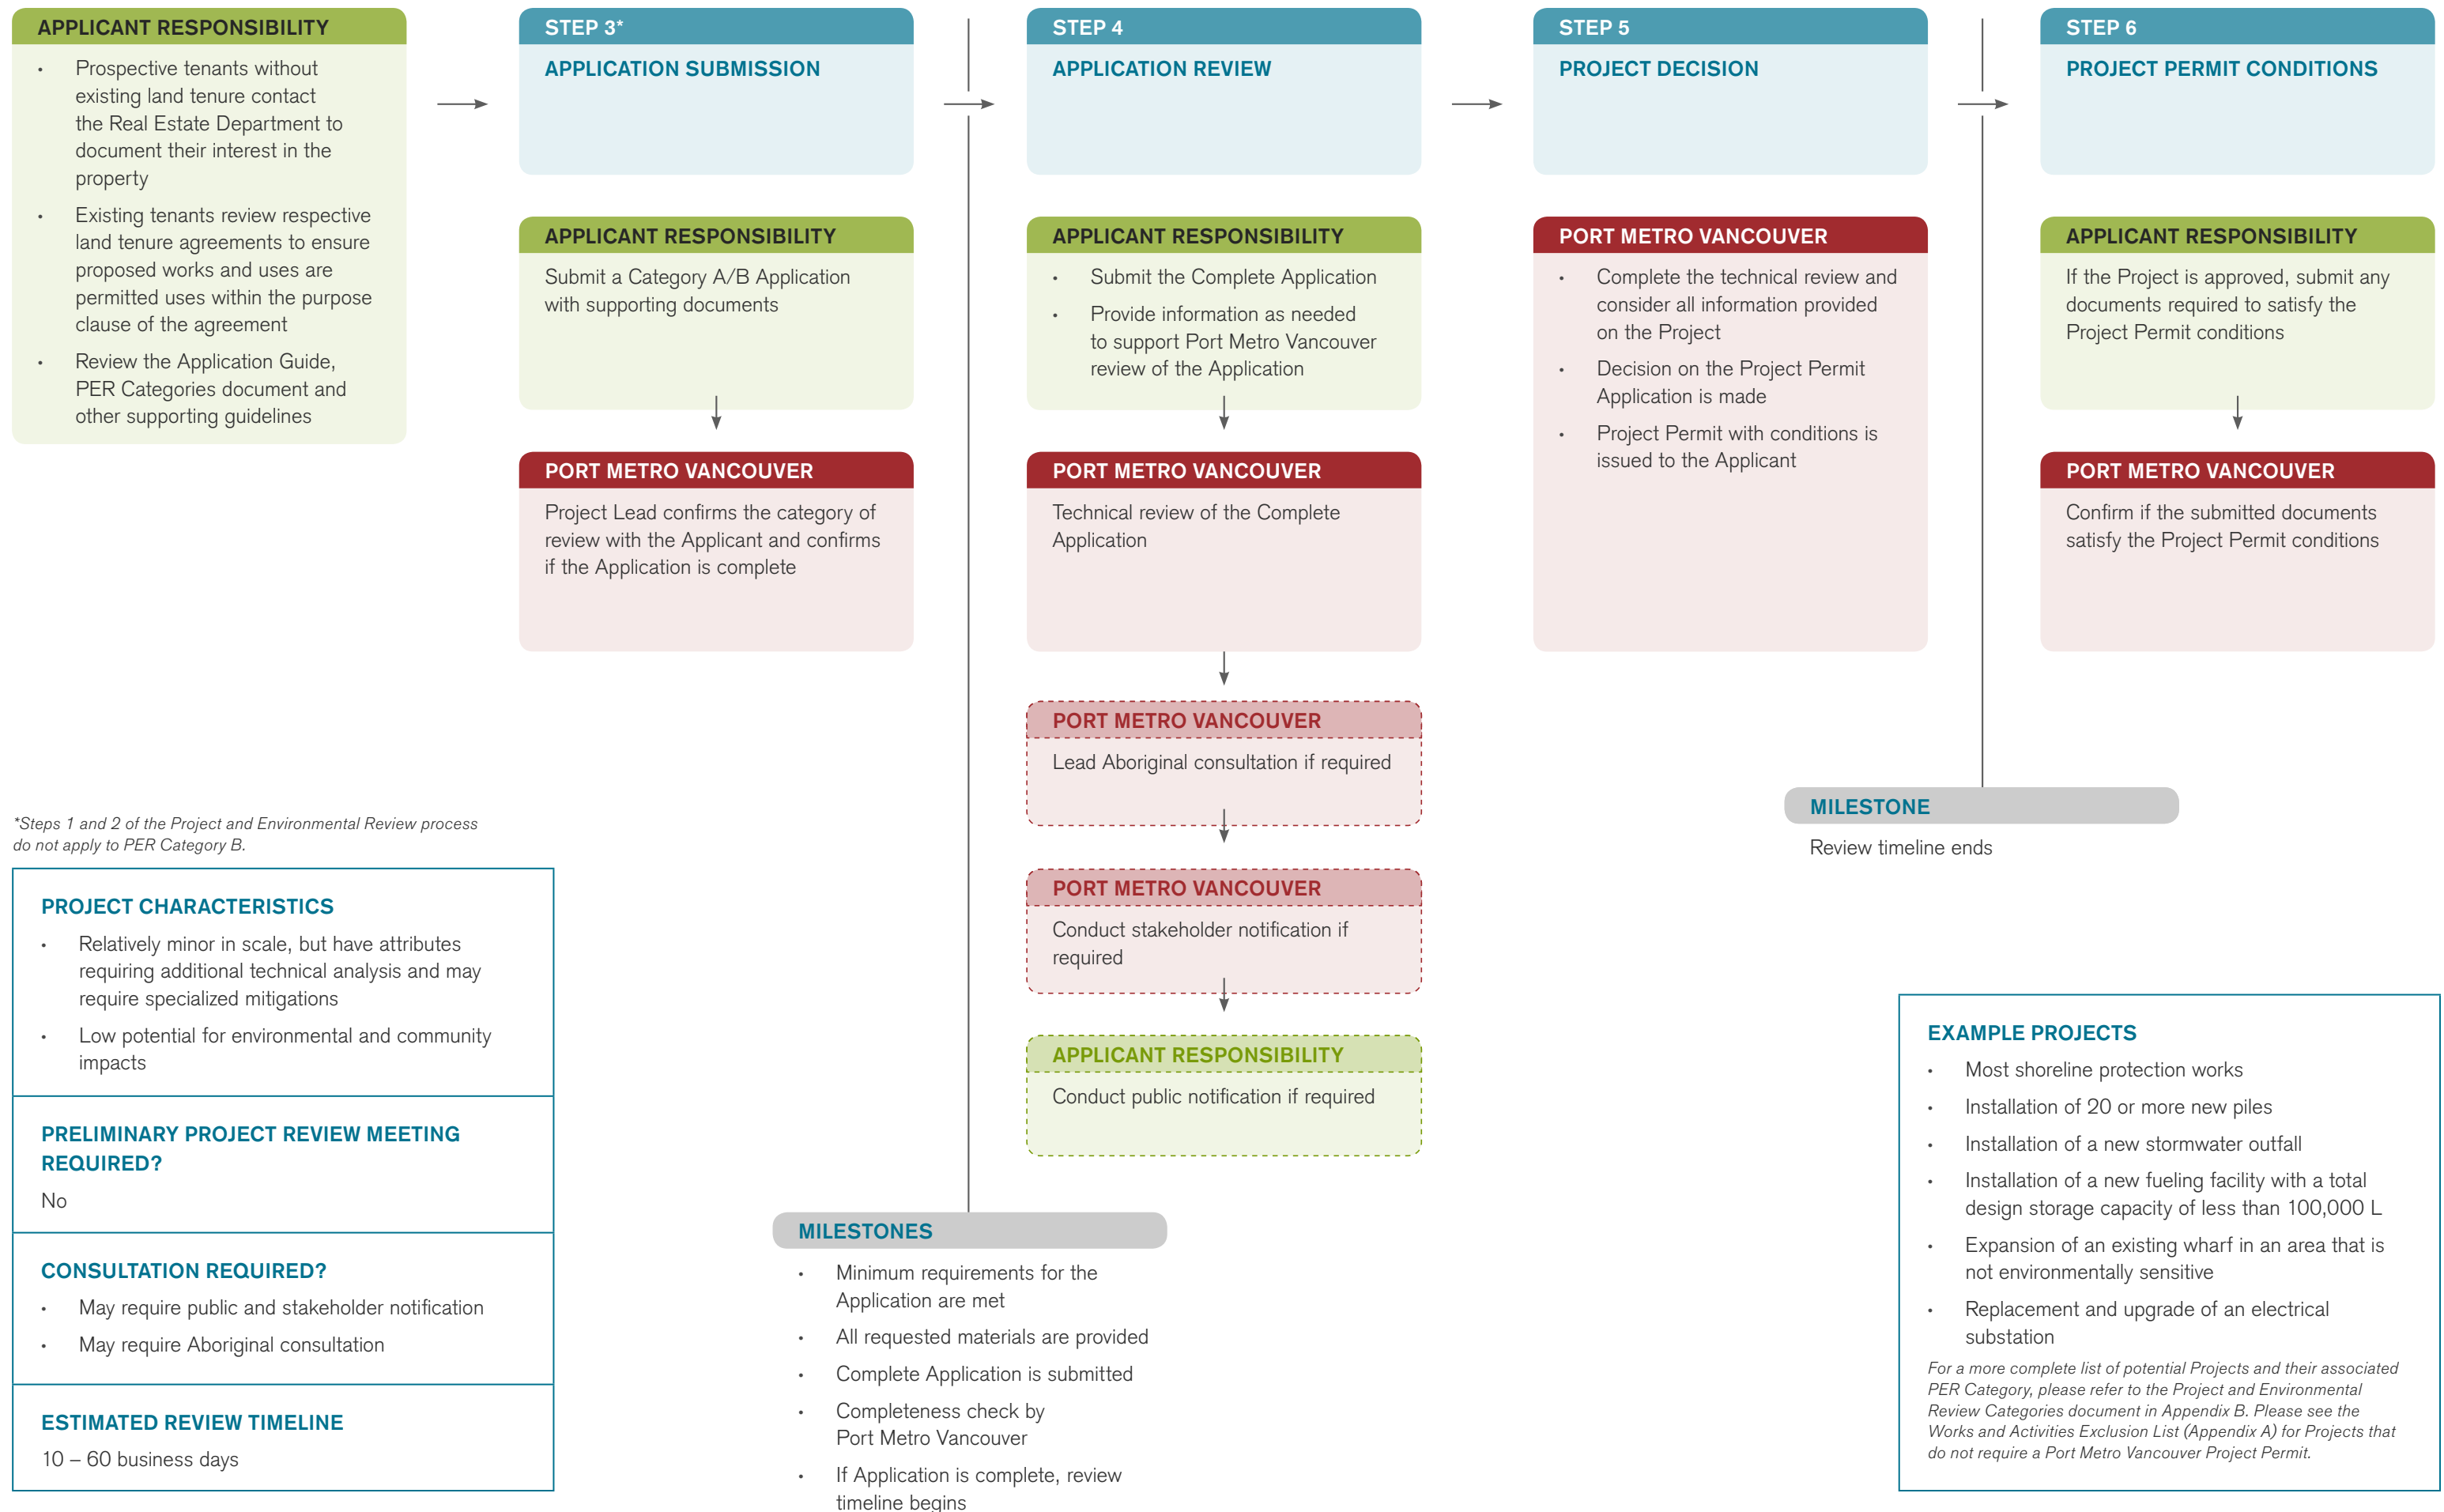 APPLICANT RESPONSIBILITY
• Prospective tenants without
existing land tenure contact
the Real Estate Department to
document their interest in the
property
• Existing tenants review respective
land tenure agreements to ensure
proposed works and uses are
permitted uses within the purpose
clause of the agreement
• Review the Application Guide,
PER Categories document and
other supporting guidelines
STEP 3*
APPLICATION SUBMISSION
APPLICANT RESPONSIBILITY
Submit a Category A/B Application
with supporting documents
PORT METRO VANCOUVER
Project Lead confirms the category of
review with the Applicant and confirms
if the Application is complete
STEP 4
APPLICATION REVIEW
APPLICANT RESPONSIBILITY
• Submit the Complete Application
• Provide information as needed
to support Port Metro Vancouver
review of the Application
PORT METRO VANCOUVER
Technical review of the Complete
Application
PORT METRO VANCOUVER
Lead Aboriginal consultation if required
PORT METRO VANCOUVER
Conduct stakeholder notification if
required
APPLICANT RESPONSIBILITY
Conduct public notification if required
STEP 5
PROJECT DECISION
PORT METRO VANCOUVER
• Complete the technical review and
consider all information provided
on the Project
• Decision on the Project Permit
Application is made
• Project Permit with conditions is
issued to the Applicant
STEP 6
PROJECT PERMIT CONDITIONS
APPLICANT RESPONSIBILITY
If the Project is approved, submit any
documents required to satisfy the
Project Permit conditions
PORT METRO VANCOUVER
Confirm if the submitted documents
satisfy the Project Permit conditions
MILESTONE
Review timeline ends
*Steps 1 and 2 of the Project and Environmental Review process
do not apply to PER Category B.
PROJECT CHARACTERISTICS
• Relatively minor in scale, but have attributes
requiring additional technical analysis and may
require specialized mitigations
• Low potential for environmental and community
impacts
PRELIMINARY PROJECT REVIEW MEETING
REQUIRED?
No
CONSULTATION REQUIRED?
• May require public and stakeholder notification
• May require Aboriginal consultation
ESTIMATED REVIEW TIMELINE
10 – 60 business days
MILESTONES
• Minimum requirements for the
Application are met
• All requested materials are provided
• Complete Application is submitted
• Completeness check by
Port Metro Vancouver
• If Application is complete, review
timeline begins
EXAMPLE PROJECTS
• Most shoreline protection works
• Installation of 20 or more new piles
• Installation of a new stormwater outfall
• Installation of a new fueling facility with a total
design storage capacity of less than 100,000 L
• Expansion of an existing wharf in an area that is
not environmentally sensitive
• Replacement and upgrade of an electrical
substation
For a more complete list of potential Projects and their associated
PER Category, please refer to the Project and Environmental
Review Categories document in Appendix B. Please see the
Works and Activities Exclusion List (Appendix A) for Projects that
do not require a Port Metro Vancouver Project Permit.